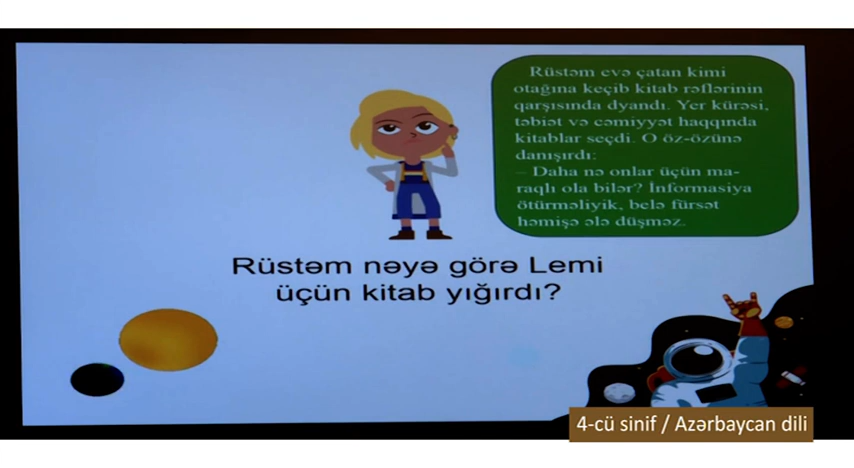 Rüstəm evə çatan kimi
otağına keçib kitab rəflərinin
qarşısında dyandı. Yer kürəsi,
təbiət və cəmiyyət haqqında
kitablar seçdi. O öz-özünə
danışırdı:
– Daha nə onlar üçün ma-
raqlı ola bilər? İnformasiya
ötürməliyik, belə fürsət
həmişə ələ düşməz.
Rüstəm nəyə görə Lemi
üçün kitab yığırdı?
4-cü sinif / Azərbaycan dili